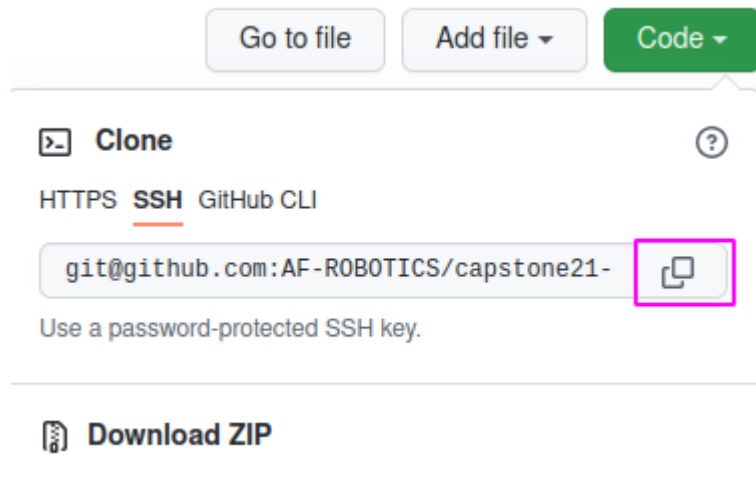 Go to file Add file Code
Clone
HTTPS SSH GitHub CLI
git@github.com:AF-ROBOTICS/capstone21-
Use a password-protected SSH key.
Download ZIP